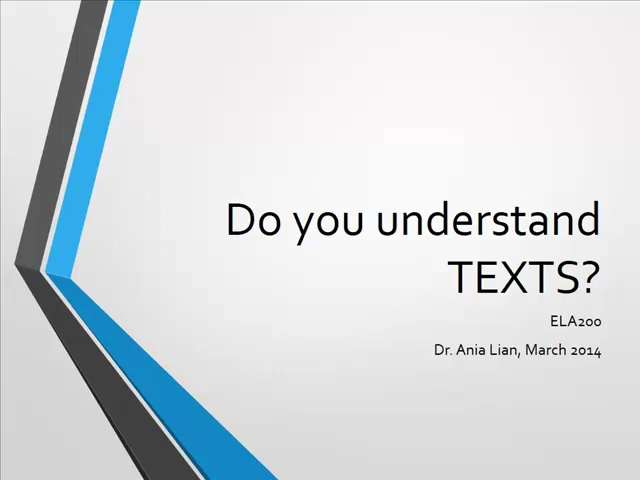 Do you understand
TEXTS?
ELA200
Dr. Ania Lian, March 2014